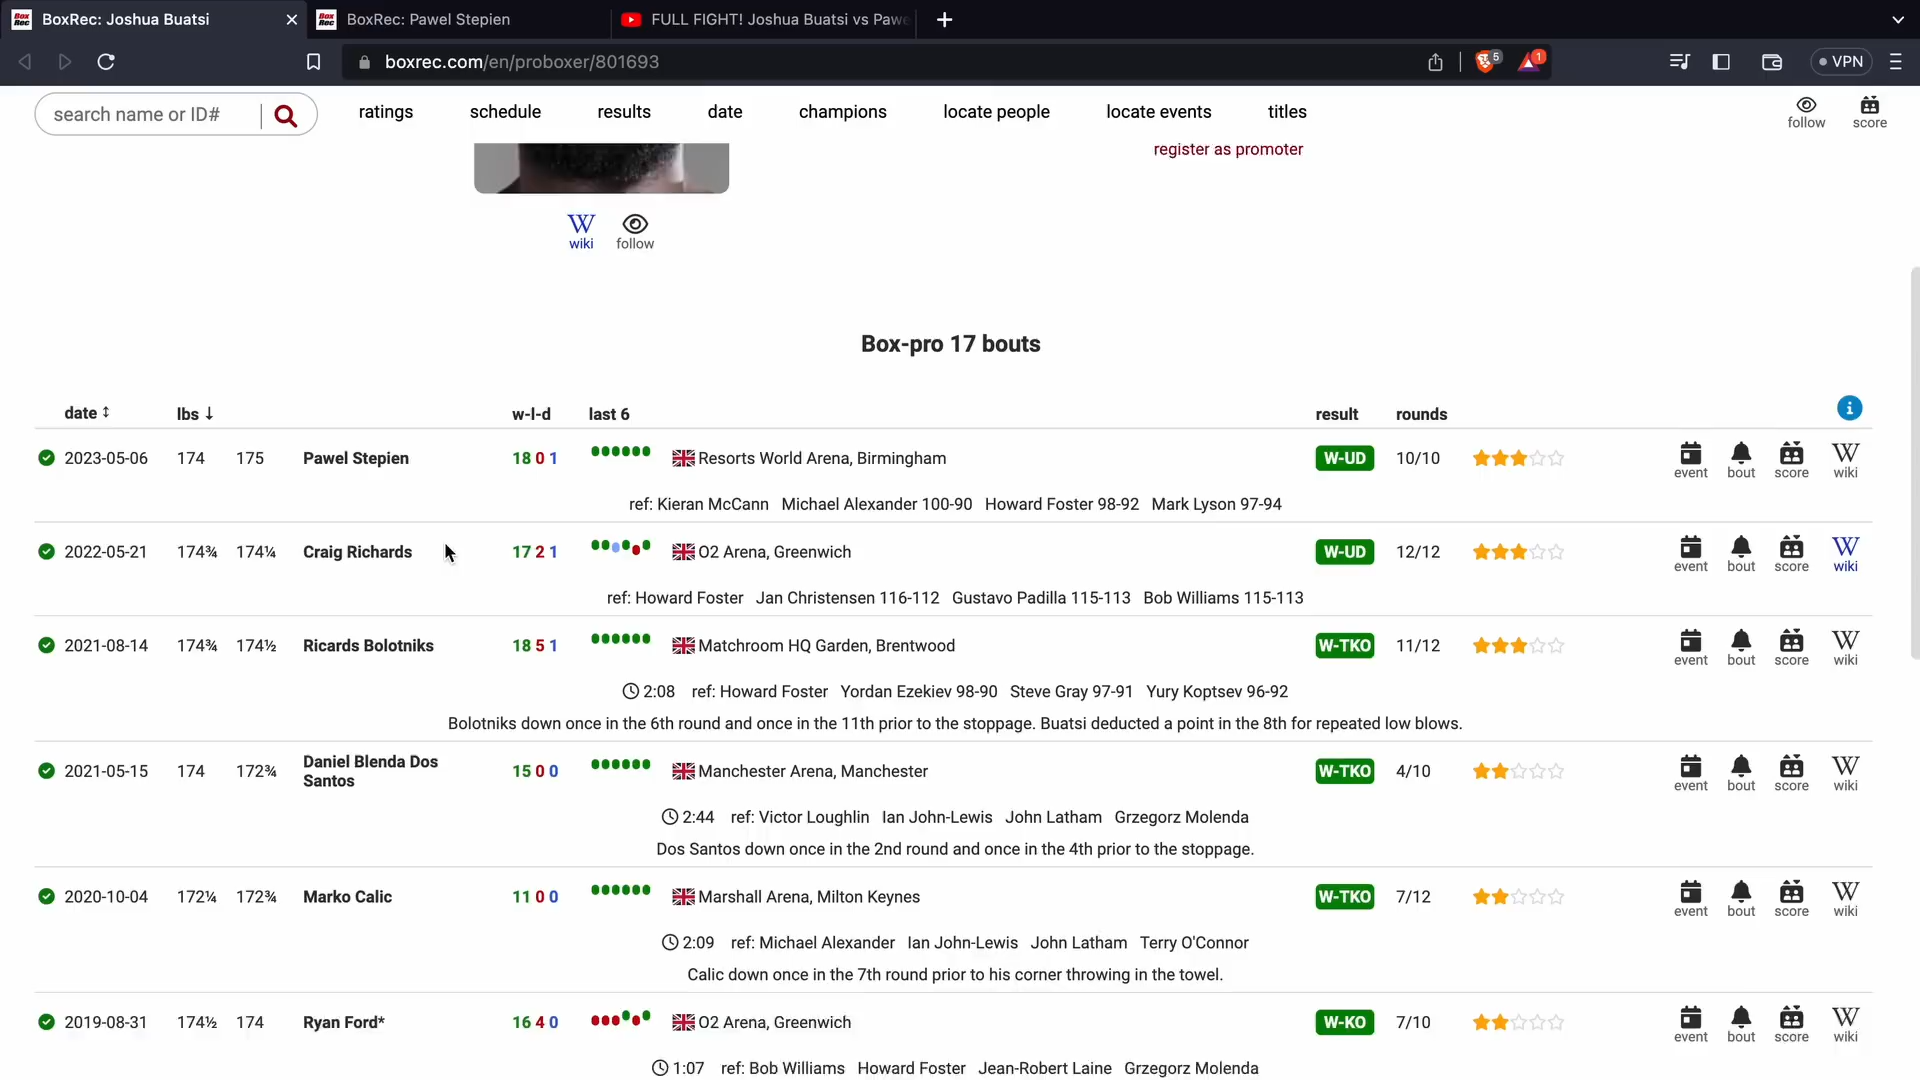 BoxRec: Joshua Buatsi
BoxRec: Pawel Stepien
FULL FIGHT! Joshua Buatsi vs Pawe
boxrec.com/en/proboxer/801693
5
1
VPN
search name or ID#
ratings
schedule
results
date
champions
locate people
locate events
titles
follow
score
register as promoter
W
wiki
follow
Box-pro 17 bouts
date
lbs
w-l-d
last 6
result
rounds
2023-05-06 174 175 Pawel Stepien 18 0 1 Resorts World Arena, Birmingham W-UD 10/10 event bout score wiki
ref: Kieran McCann Michael Alexander 100-90 Howard Foster 98-92 Mark Lyson 97-94
2022-05-21 174¾ 174¼ Craig Richards 17 2 1 O2 Arena, Greenwich W-UD 12/12 event bout score wiki
ref: Howard Foster Jan Christensen 116-112 Gustavo Padilla 115-113 Bob Williams 115-113
2021-08-14 174¾ 174½ Ricards Bolotniks 18 5 1 Matchroom HQ Garden, Brentwood W-TKO 11/12 event bout score wiki
2:08 ref: Howard Foster Yordan Ezekiev 98-90 Steve Gray 97-91 Yury Koptsev 96-92
Bolotniks down once in the 6th round and once in the 11th prior to the stoppage. Buatsi deducted a point in the 8th for repeated low blows.
2021-05-15 174 172¾ Daniel Blenda Dos Santos 15 0 0 Manchester Arena, Manchester W-TKO 4/10 event bout score wiki
2:44 ref: Victor Loughlin Ian John-Lewis John Latham Grzegorz Molenda
Dos Santos down once in the 2nd round and once in the 4th prior to the stoppage.
2020-10-04 172¼ 172¾ Marko Calic 11 0 0 Marshall Arena, Milton Keynes W-TKO 7/12 event bout score wiki
2:09 ref: Michael Alexander Ian John-Lewis John Latham Terry O'Connor
Calic down once in the 7th round prior to his corner throwing in the towel.
2019-08-31 174½ 174 Ryan Ford* 16 4 0 O2 Arena, Greenwich W-KO 7/10 event bout score wiki
1:07 ref: Bob Williams Howard Foster Jean-Robert Laine Grzegorz Molenda